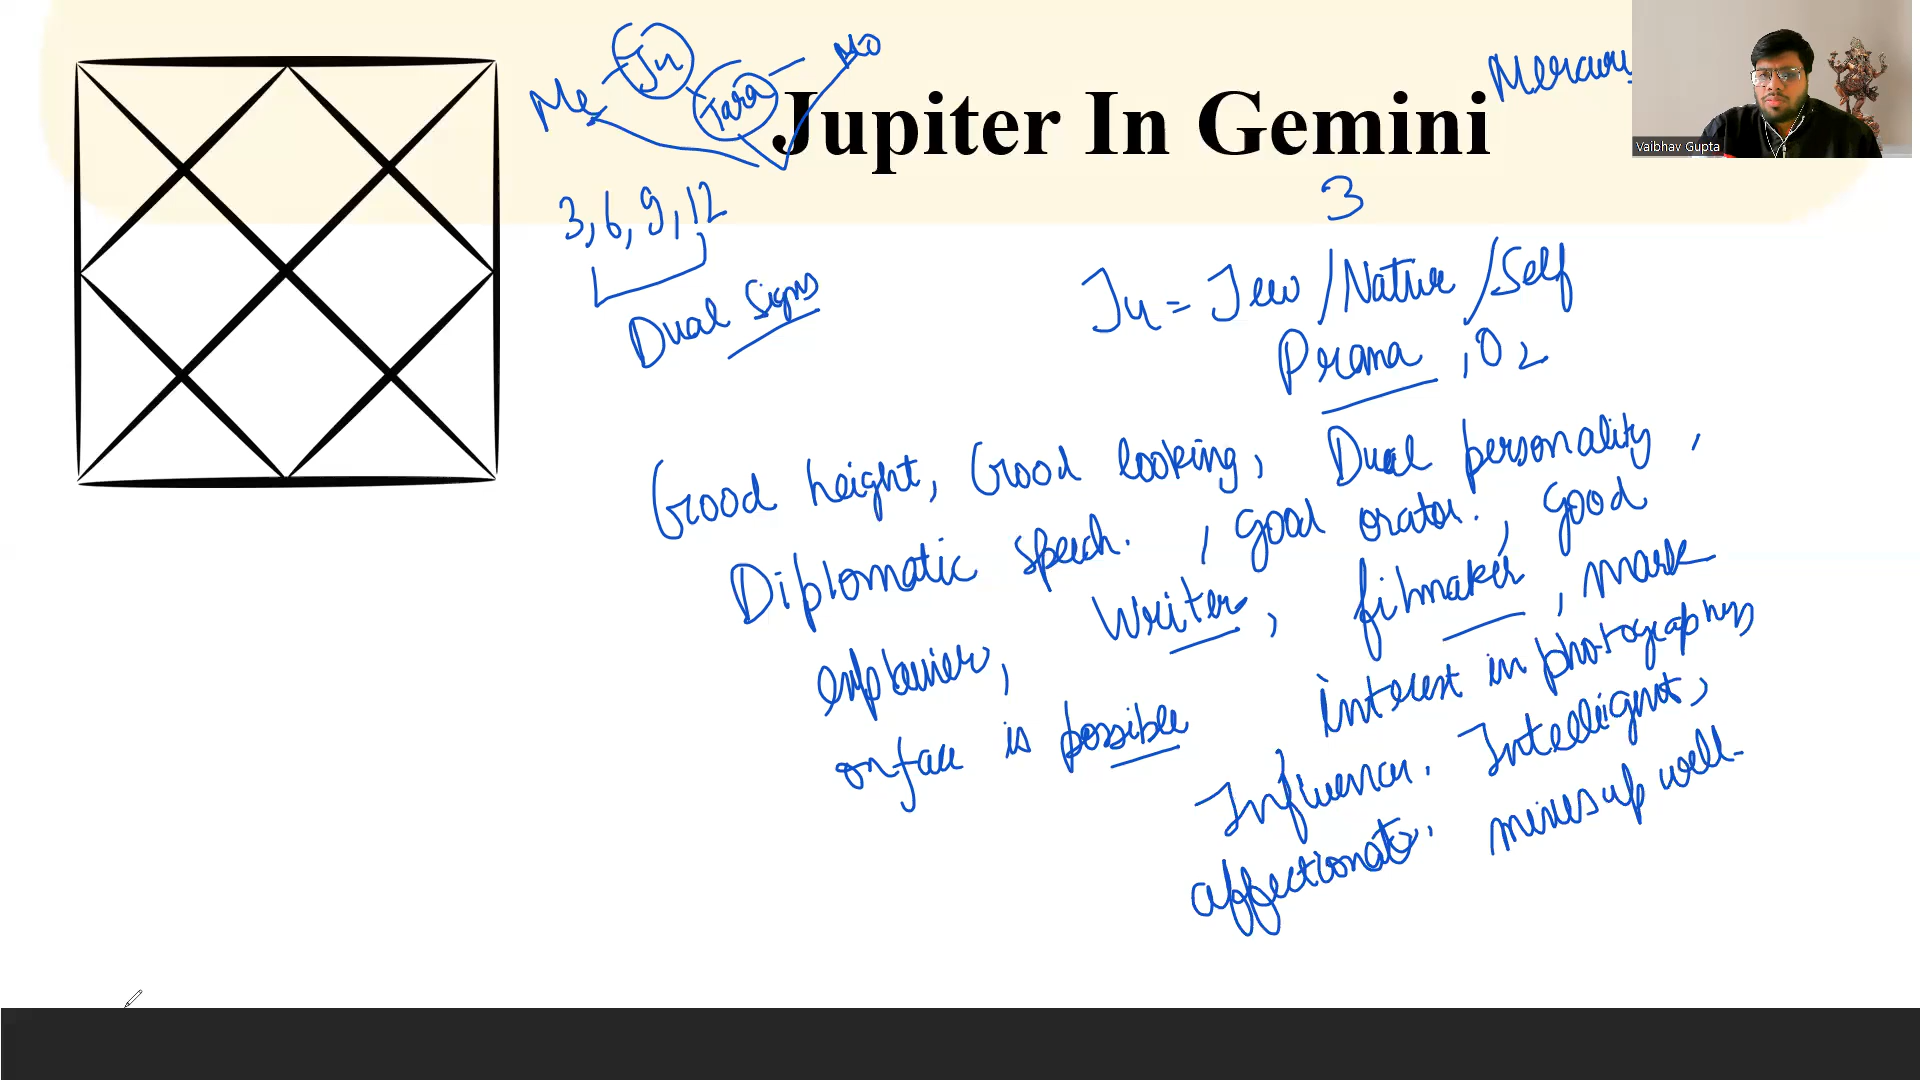 Me Ju Tara Mo
Jupiter In Gemini
Mercury
Vaibhav Gupta
3, 6, 9, 12
Dual Signs
3
Ju = Jeev / Native / Self
Prana , O2
Good height, Good looking, Dual personality,
Diplomatic speech. , good orator. , good
explainer, Writer, filmaker , mark
on face is possible , interest in photography,
Influencer. Intelligent,
affectionate. mixes up well.